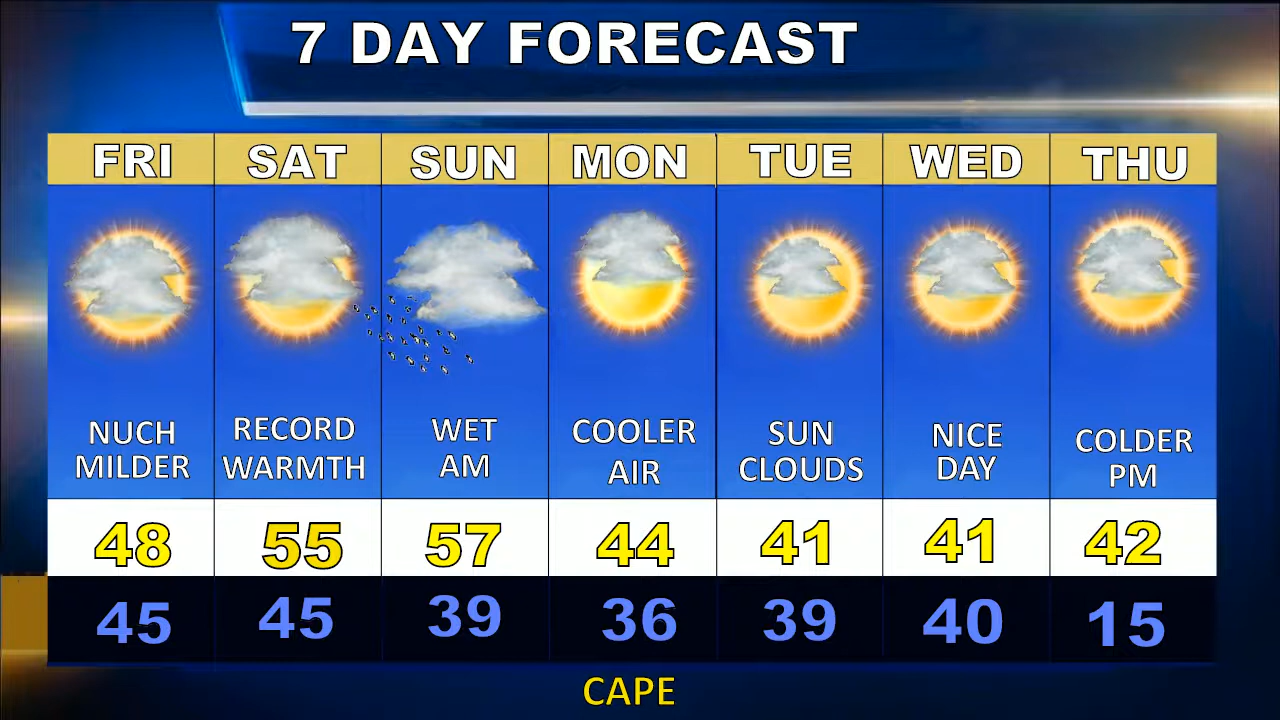 7 DAY FORECAST
FRI SAT SUN MON TUE WED THU
NUCH MILDER
RECORD WARMTH
WET AM
COOLER AIR
SUN CLOUDS
NICE DAY
COLDER PM
48 55 57 44 41 41 42
45 45 39 36 39 40 15
CAPE